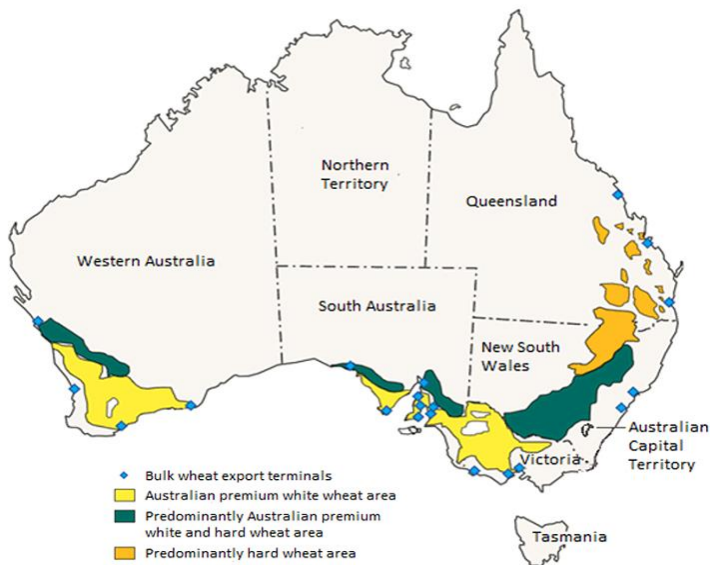 Northern
Territory
Queensland
Western Australia
South Australia
New South
Wales
Australian
Capital
Territory
Victoria
Bulk wheat export terminals
Australian premium white wheat area
Predominantly Australian premium
white and hard wheat area
Predominantly hard wheat area
Tasmania